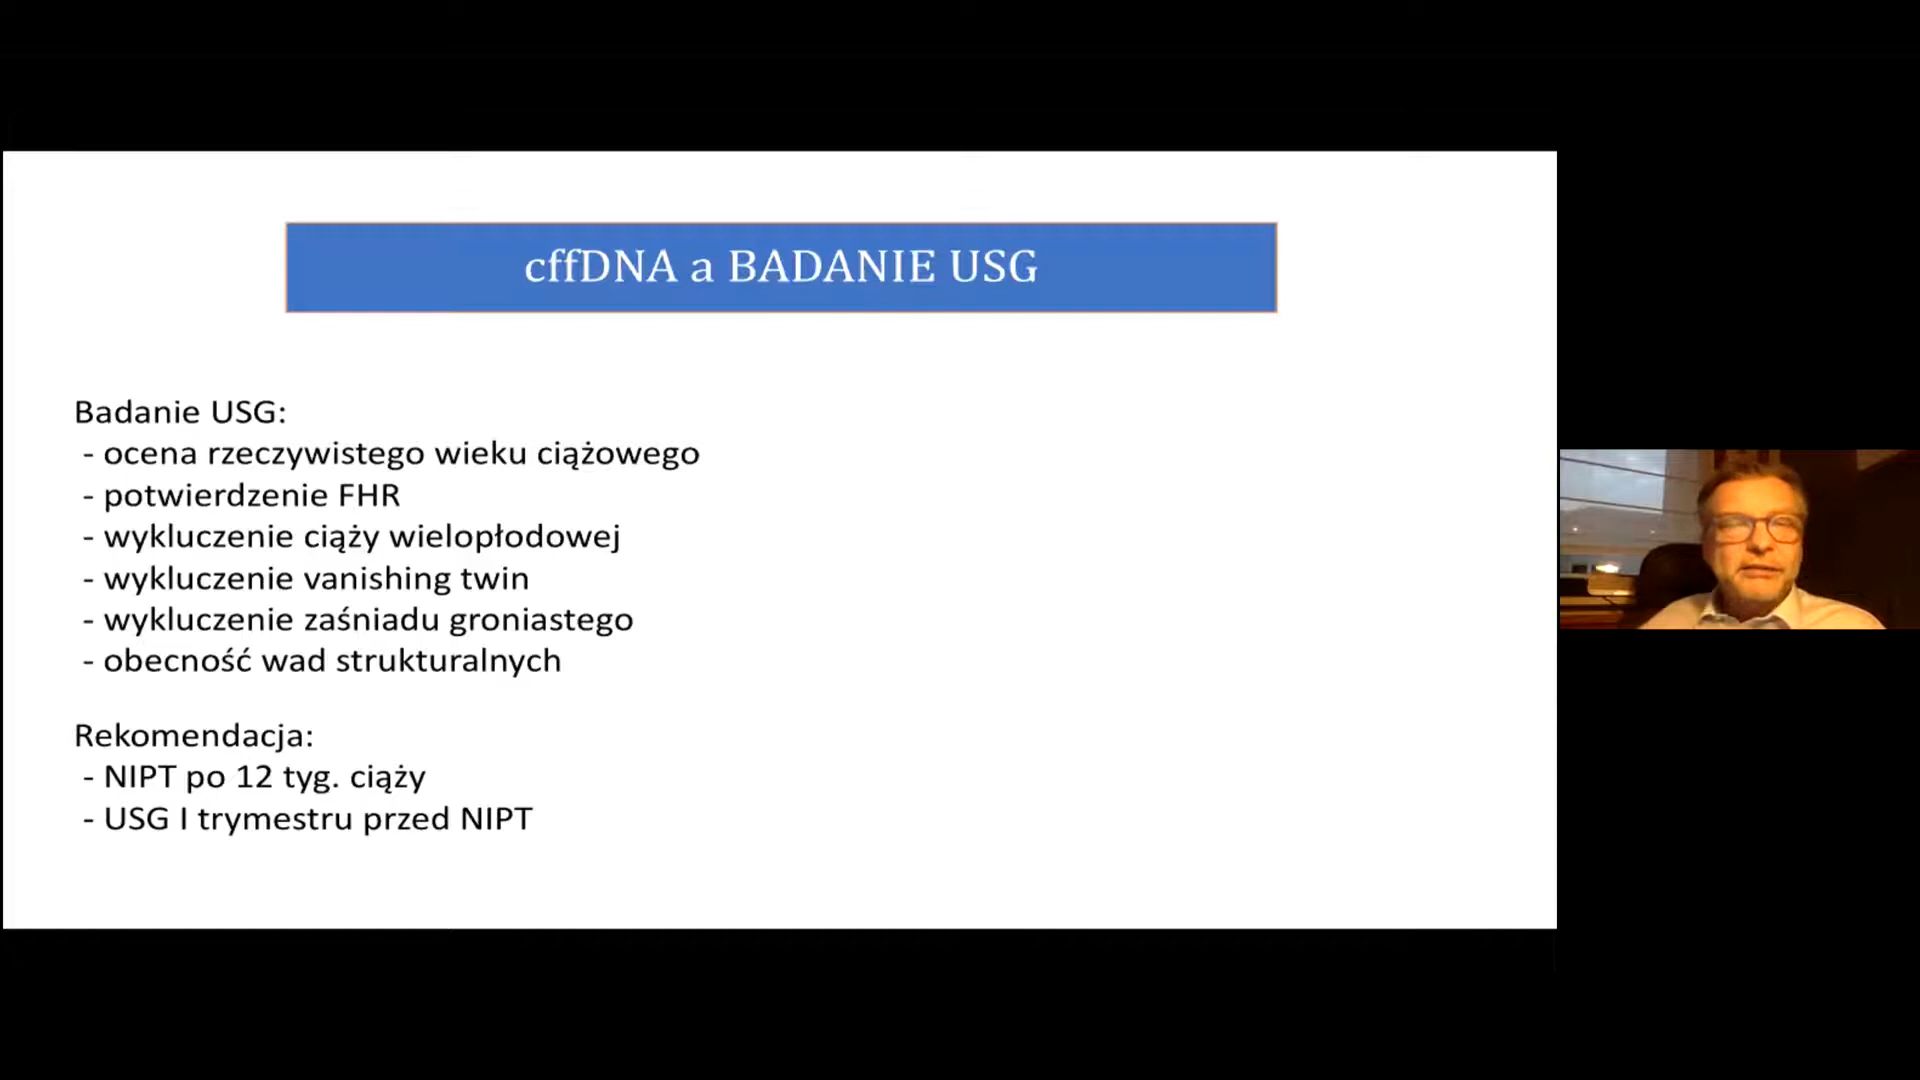 cffDNA a BADANIE USG
Badanie USG:
- ocena rzeczywistego wieku ciążowego
- potwierdzenie FHR
- wykluczenie ciąży wielopłodowej
- wykluczenie vanishing twin
- wykluczenie zaśniadu groniastego
- obecność wad strukturalnych
Rekomendacja:
- NIPT po 12 tyg. ciąży
- USG I trymestru przed NIPT